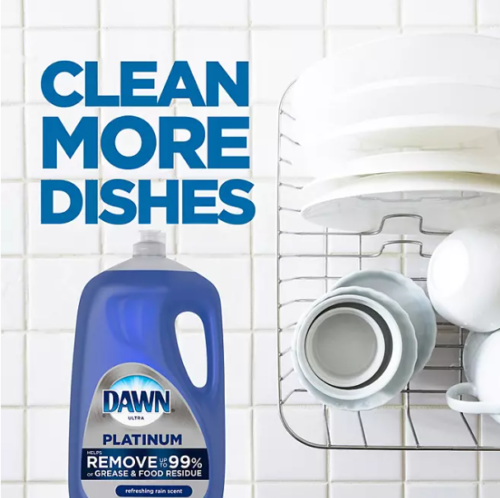 CLEAN
MORE
DISHES
DAWN
ULTRA
PLATINUM
HELPS
REMOVE UP TO 99%
OF GREASE & FOOD RESIDUE
refreshing rain scent